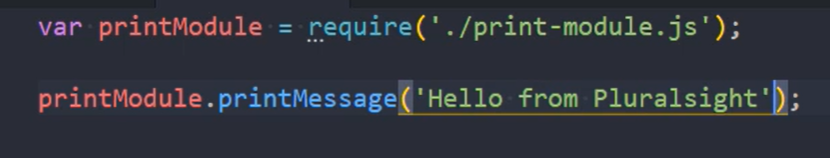 var printModule = require('./print-module.js');
printModule.printMessage('Hello from Pluralsight');